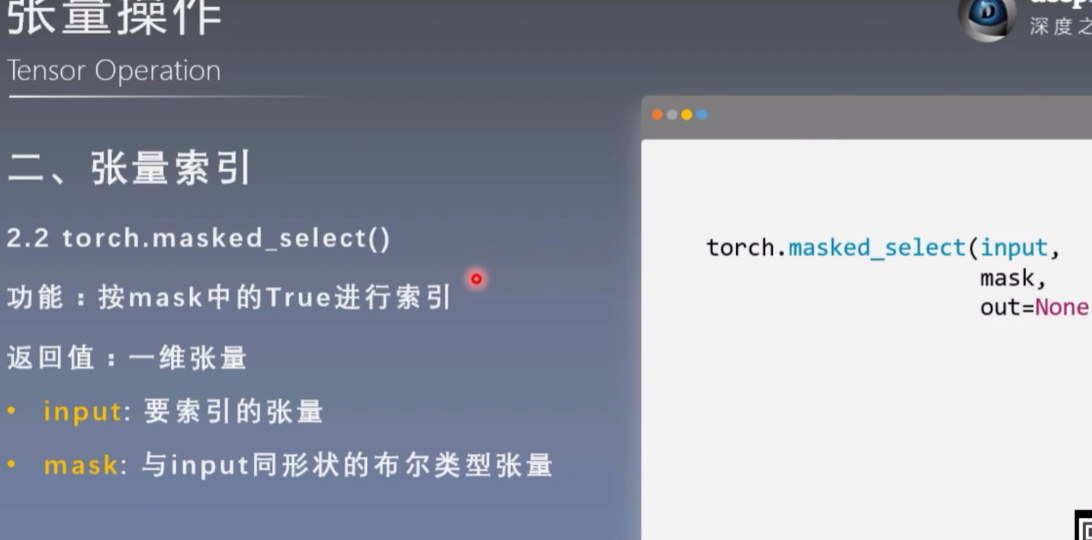 张量操作
深度之
Tensor Operation
二、张量索引
2.2 torch.masked_select()
功能：按mask中的True进行索引
返回值：一维张量
• input: 要索引的张量
• mask: 与input同形状的布尔类型张量
torch.masked_select(input,
mask,
out=None